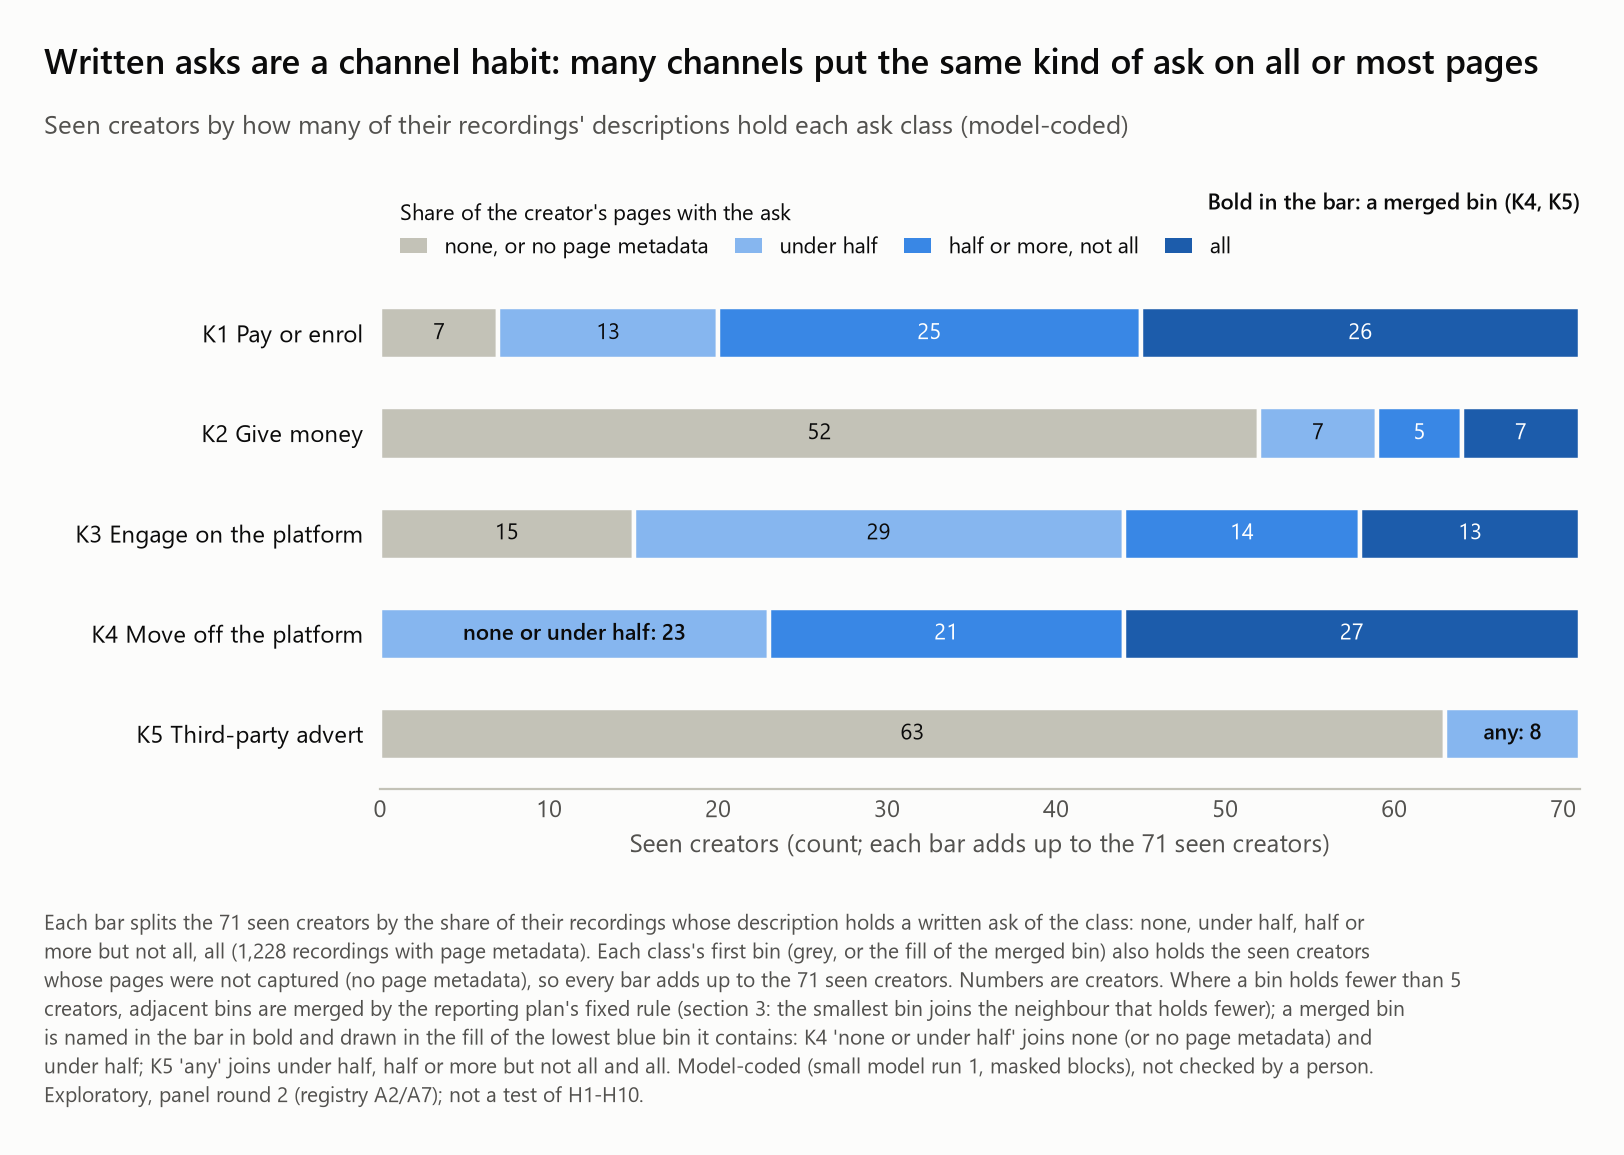 Written asks are a channel habit: many channels put the same kind of ask on all or most pages
Seen creators by how many of their recordings' descriptions hold each ask class (model-coded)
Bold in the bar: a merged bin (K4, K5)
Share of the creator's pages with the ask
none, or no page metadata under half half or more, not all all
K1 Pay or enrol 7 13 25 26
K2 Give money 52 7 5 7
K3 Engage on the platform 15 29 14 13
K4 Move off the platform none or under half: 23 21 27
K5 Third-party advert 63 any: 8
0 10 20 30 40 50 60 70
Seen creators (count; each bar adds up to the 71 seen creators)
Each bar splits the 71 seen creators by the share of their recordings whose description holds a written ask of the class: none, under half, half or
more but not all, all (1,228 recordings with page metadata). Each class's first bin (grey, or the fill of the merged bin) also holds the seen creators
whose pages were not captured (no page metadata), so every bar adds up to the 71 seen creators. Numbers are creators. Where a bin holds fewer than 5
creators, adjacent bins are merged by the reporting plan's fixed rule (section 3: the smallest bin joins the neighbour that holds fewer); a merged bin
is named in the bar in bold and drawn in the fill of the lowest blue bin it contains: K4 'none or under half' joins none (or no page metadata) and
under half; K5 'any' joins under half, half or more but not all and all. Model-coded (small model run 1, masked blocks), not checked by a person.
Exploratory, panel round 2 (registry A2/A7); not a test of H1-H10.